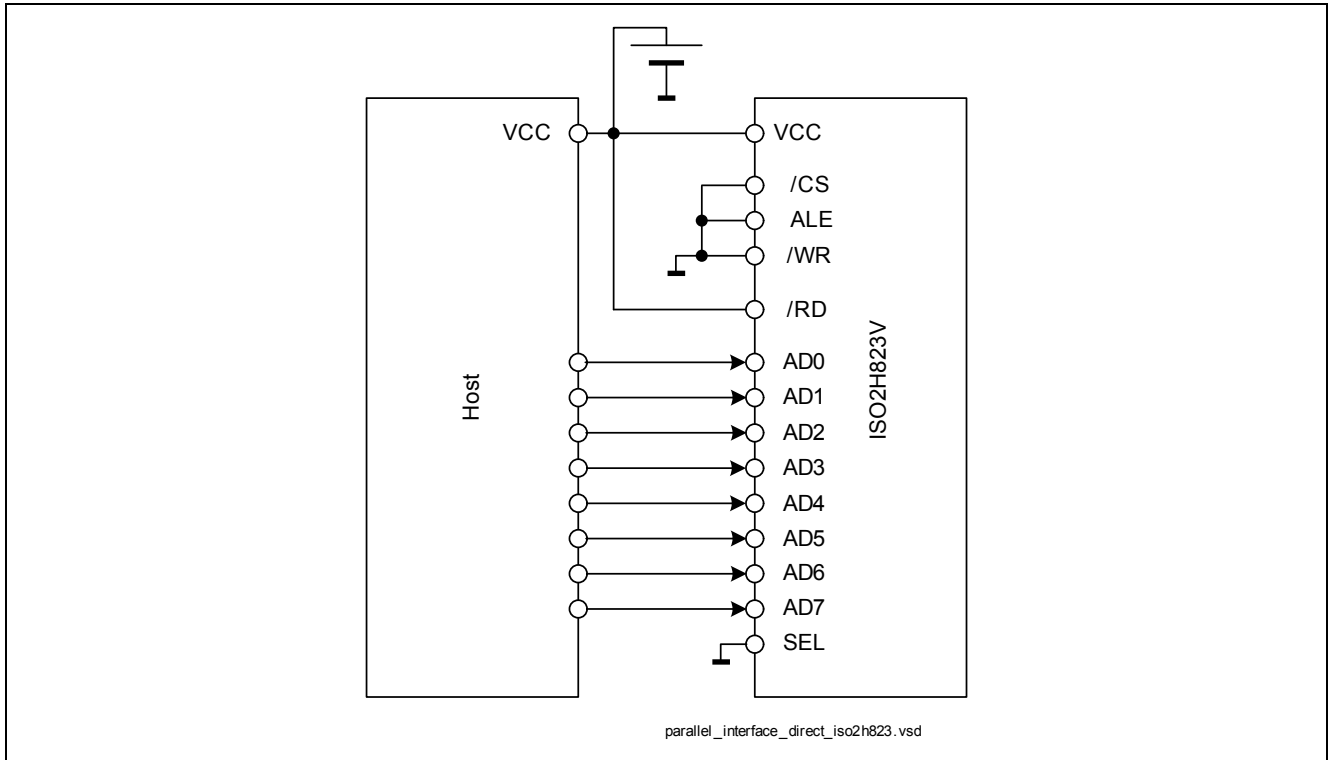 VCC
VCC
/CS
ALE
/WR
/RD
Host
ISO2H823V
AD0
AD1
AD2
AD3
AD4
AD5
AD6
AD7
SEL
parallel_interface_direct_iso2h823.vsd